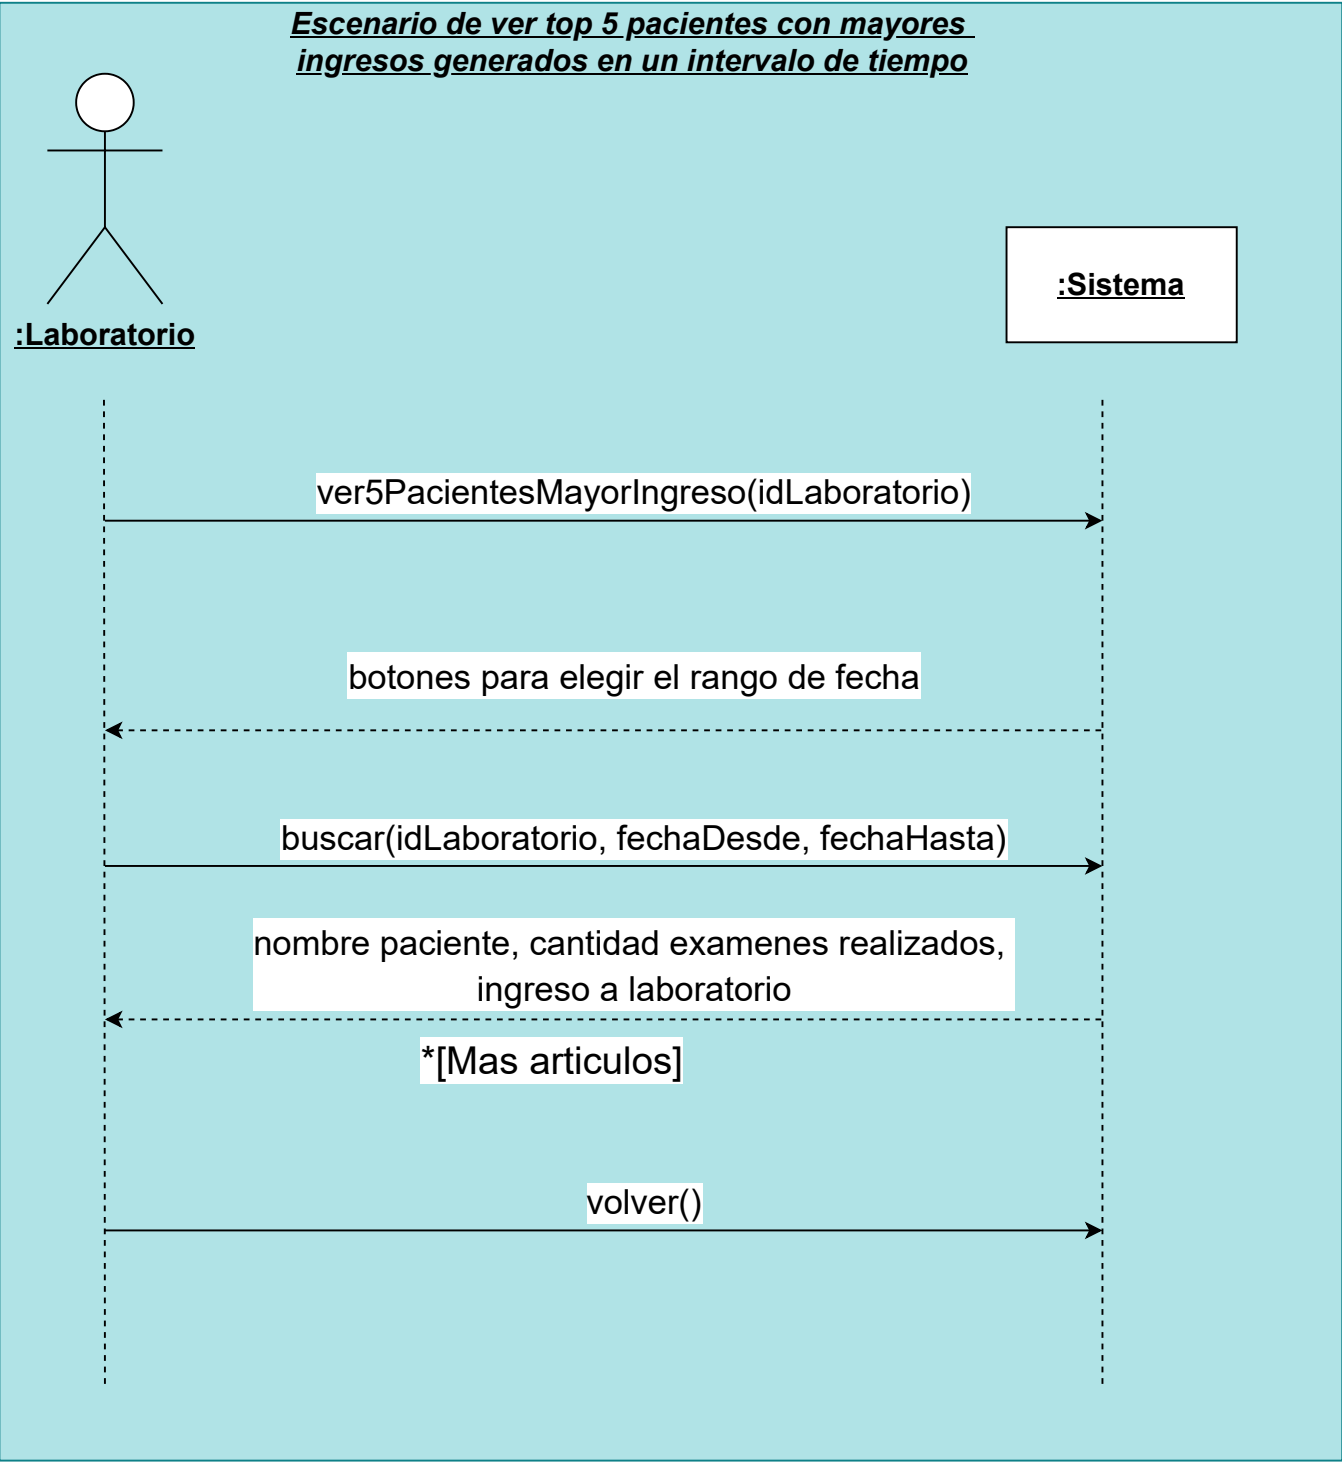 Escenario de ver top 5 pacientes con mayores
ingresos generados en un intervalo de tiempo
:Sistema
:Laboratorio
ver5PacientesMayorIngreso(idLaboratorio)
botones para elegir el rango de fecha
buscar(idLaboratorio, fechaDesde, fechaHasta)
nombre paciente, cantidad examenes realizados,
ingreso a laboratorio
*[Mas articulos]
volver()